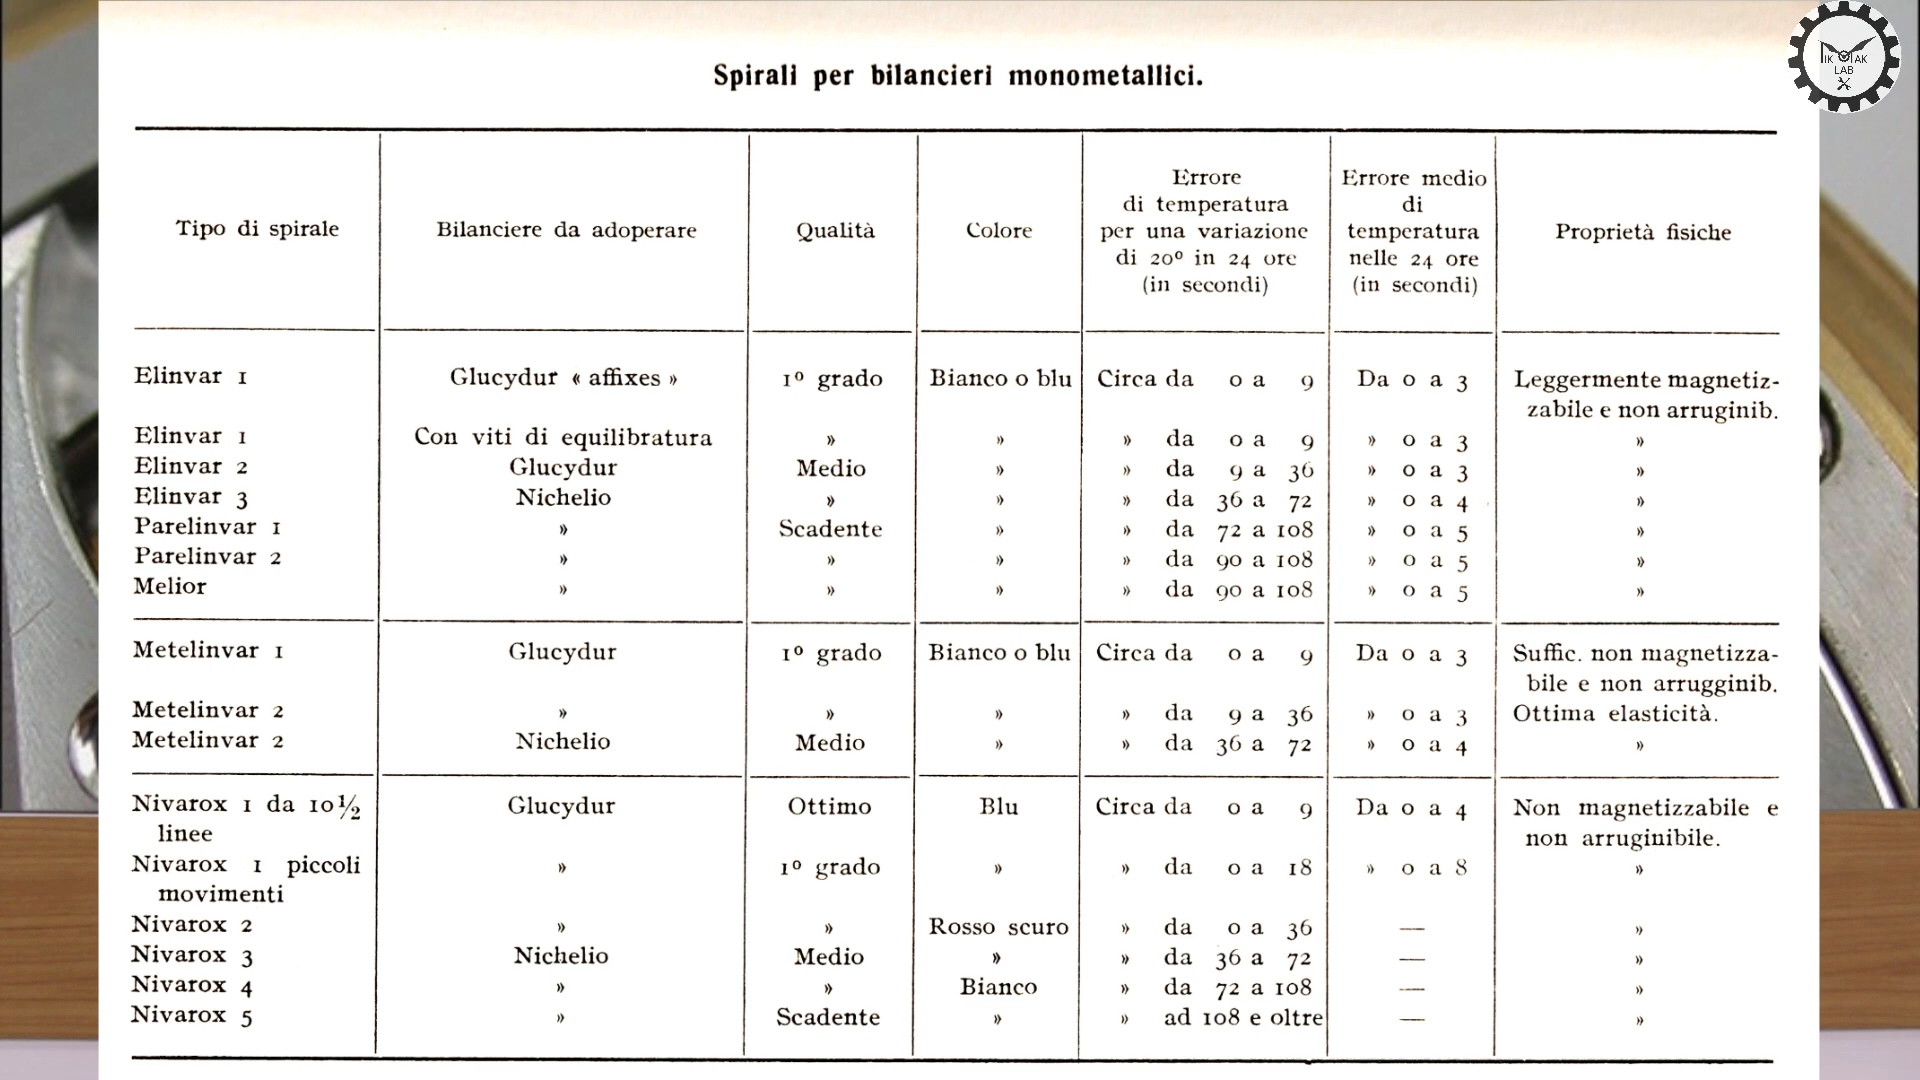 Spirali per bilancieri monometallici.
TIK TAK
LAB
Tipo di spirale | Bilanciere da adoperare | Qualità | Colore | Errore di temperatura per una variazione di 20º in 24 ore (in secondi) | Errore medio di temperatura nelle 24 ore (in secondi) | Proprietà fisiche
Elinvar 1 | Glucydur « affixes » | 1º grado | Bianco o blu | Circa da 0 a 9 | Da 0 a 3 | Leggermente magnetiz-
zabile e non arruginib.
Elinvar 1 | Con viti di equilibratura | » | » | » da 0 a 9 | » 0 a 3 | »
Elinvar 2 | Glucydur | Medio | » | » da 9 a 36 | » 0 a 3 | »
Elinvar 3 | Nichelio | » | » | » da 36 a 72 | » 0 a 4 | »
Parelinvar 1 | » | Scadente | » | » da 72 a 108 | » 0 a 5 | »
Parelinvar 2 | » | » | » | » da 90 a 108 | » 0 a 5 | »
Melior | » | » | » | » da 90 a 108 | » 0 a 5 | »
Metelinvar 1 | Glucydur | 1º grado | Bianco o blu | Circa da 0 a 9 | Da 0 a 3 | Suffic. non magnetizza-
bile e non arrugginib.
Metelinvar 2 | » | » | » | » da 9 a 36 | » 0 a 3 | Ottima elasticità.
Metelinvar 2 | Nichelio | Medio | » | » da 36 a 72 | » 0 a 4 | »
Nivarox 1 da 10½ | Glucydur | Ottimo | Blu | Circa da 0 a 9 | Da 0 a 4 | Non magnetizzabile e
linee | non arruginibile.
Nivarox 1 piccoli | » | 1º grado | » | » da 0 a 18 | » 0 a 8 | »
movimenti
Nivarox 2 | » | » | Rosso scuro | » da 0 a 36 | — | »
Nivarox 3 | Nichelio | Medio | » | » da 36 a 72 | — | »
Nivarox 4 | » | » | Bianco | » da 72 a 108 | — | »
Nivarox 5 | » | Scadente | » | » ad 108 e oltre | — | »